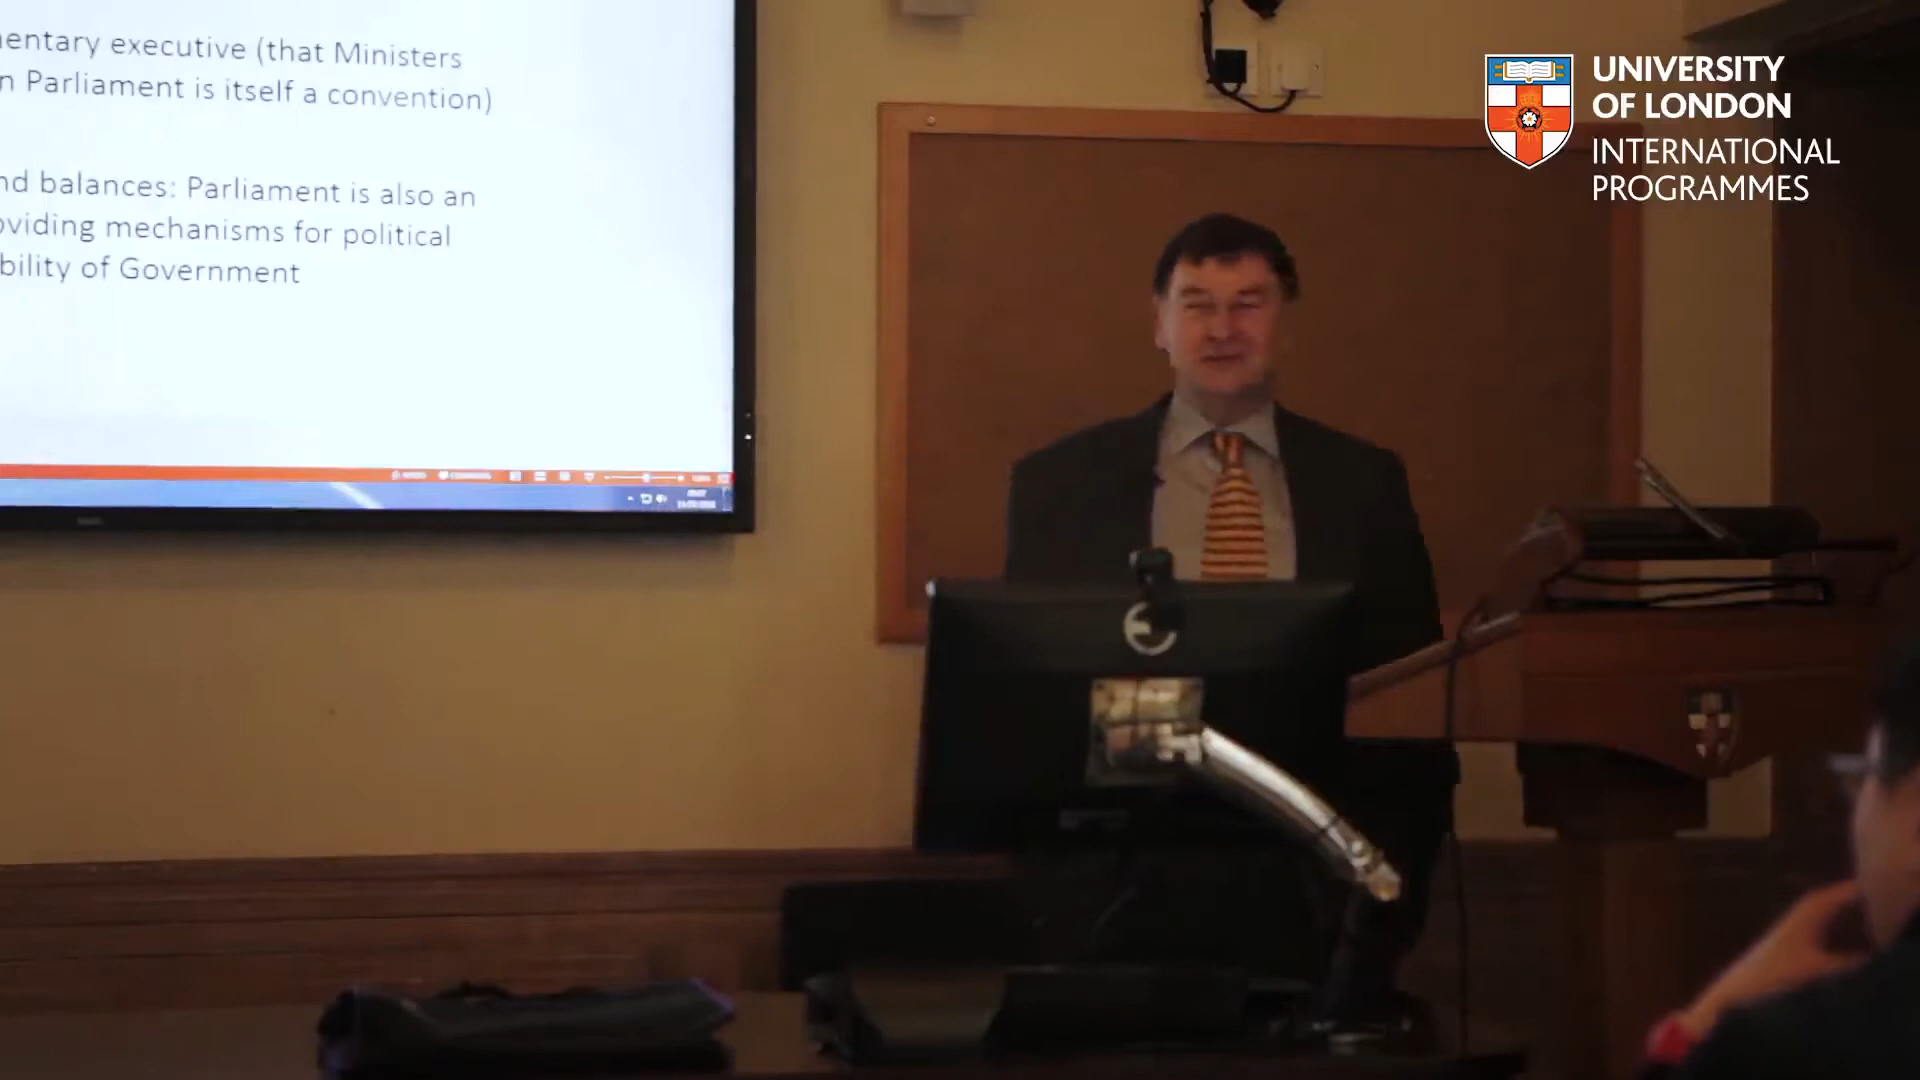 mentary executive (that Ministers
n Parliament is itself a convention)
nd balances: Parliament is also an
oviding mechanisms for political
bility of Government
UNIVERSITY
OF LONDON
INTERNATIONAL
PROGRAMMES